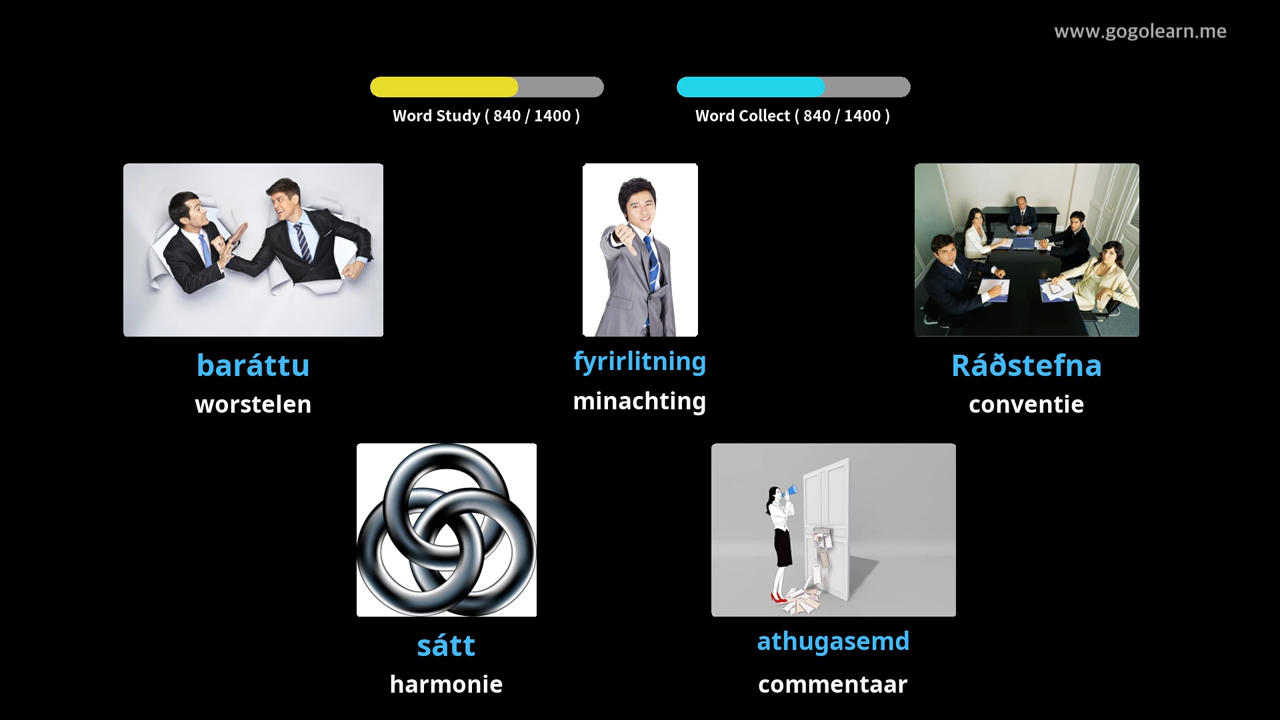 www.gogolearn.me
Word Study ( 840 / 1400 )
Word Collect ( 840 / 1400 )
baráttu
worstelen
fyrirlitning
minachting
Ráðstefna
conventie
sátt
harmonie
athugasemd
commentaar